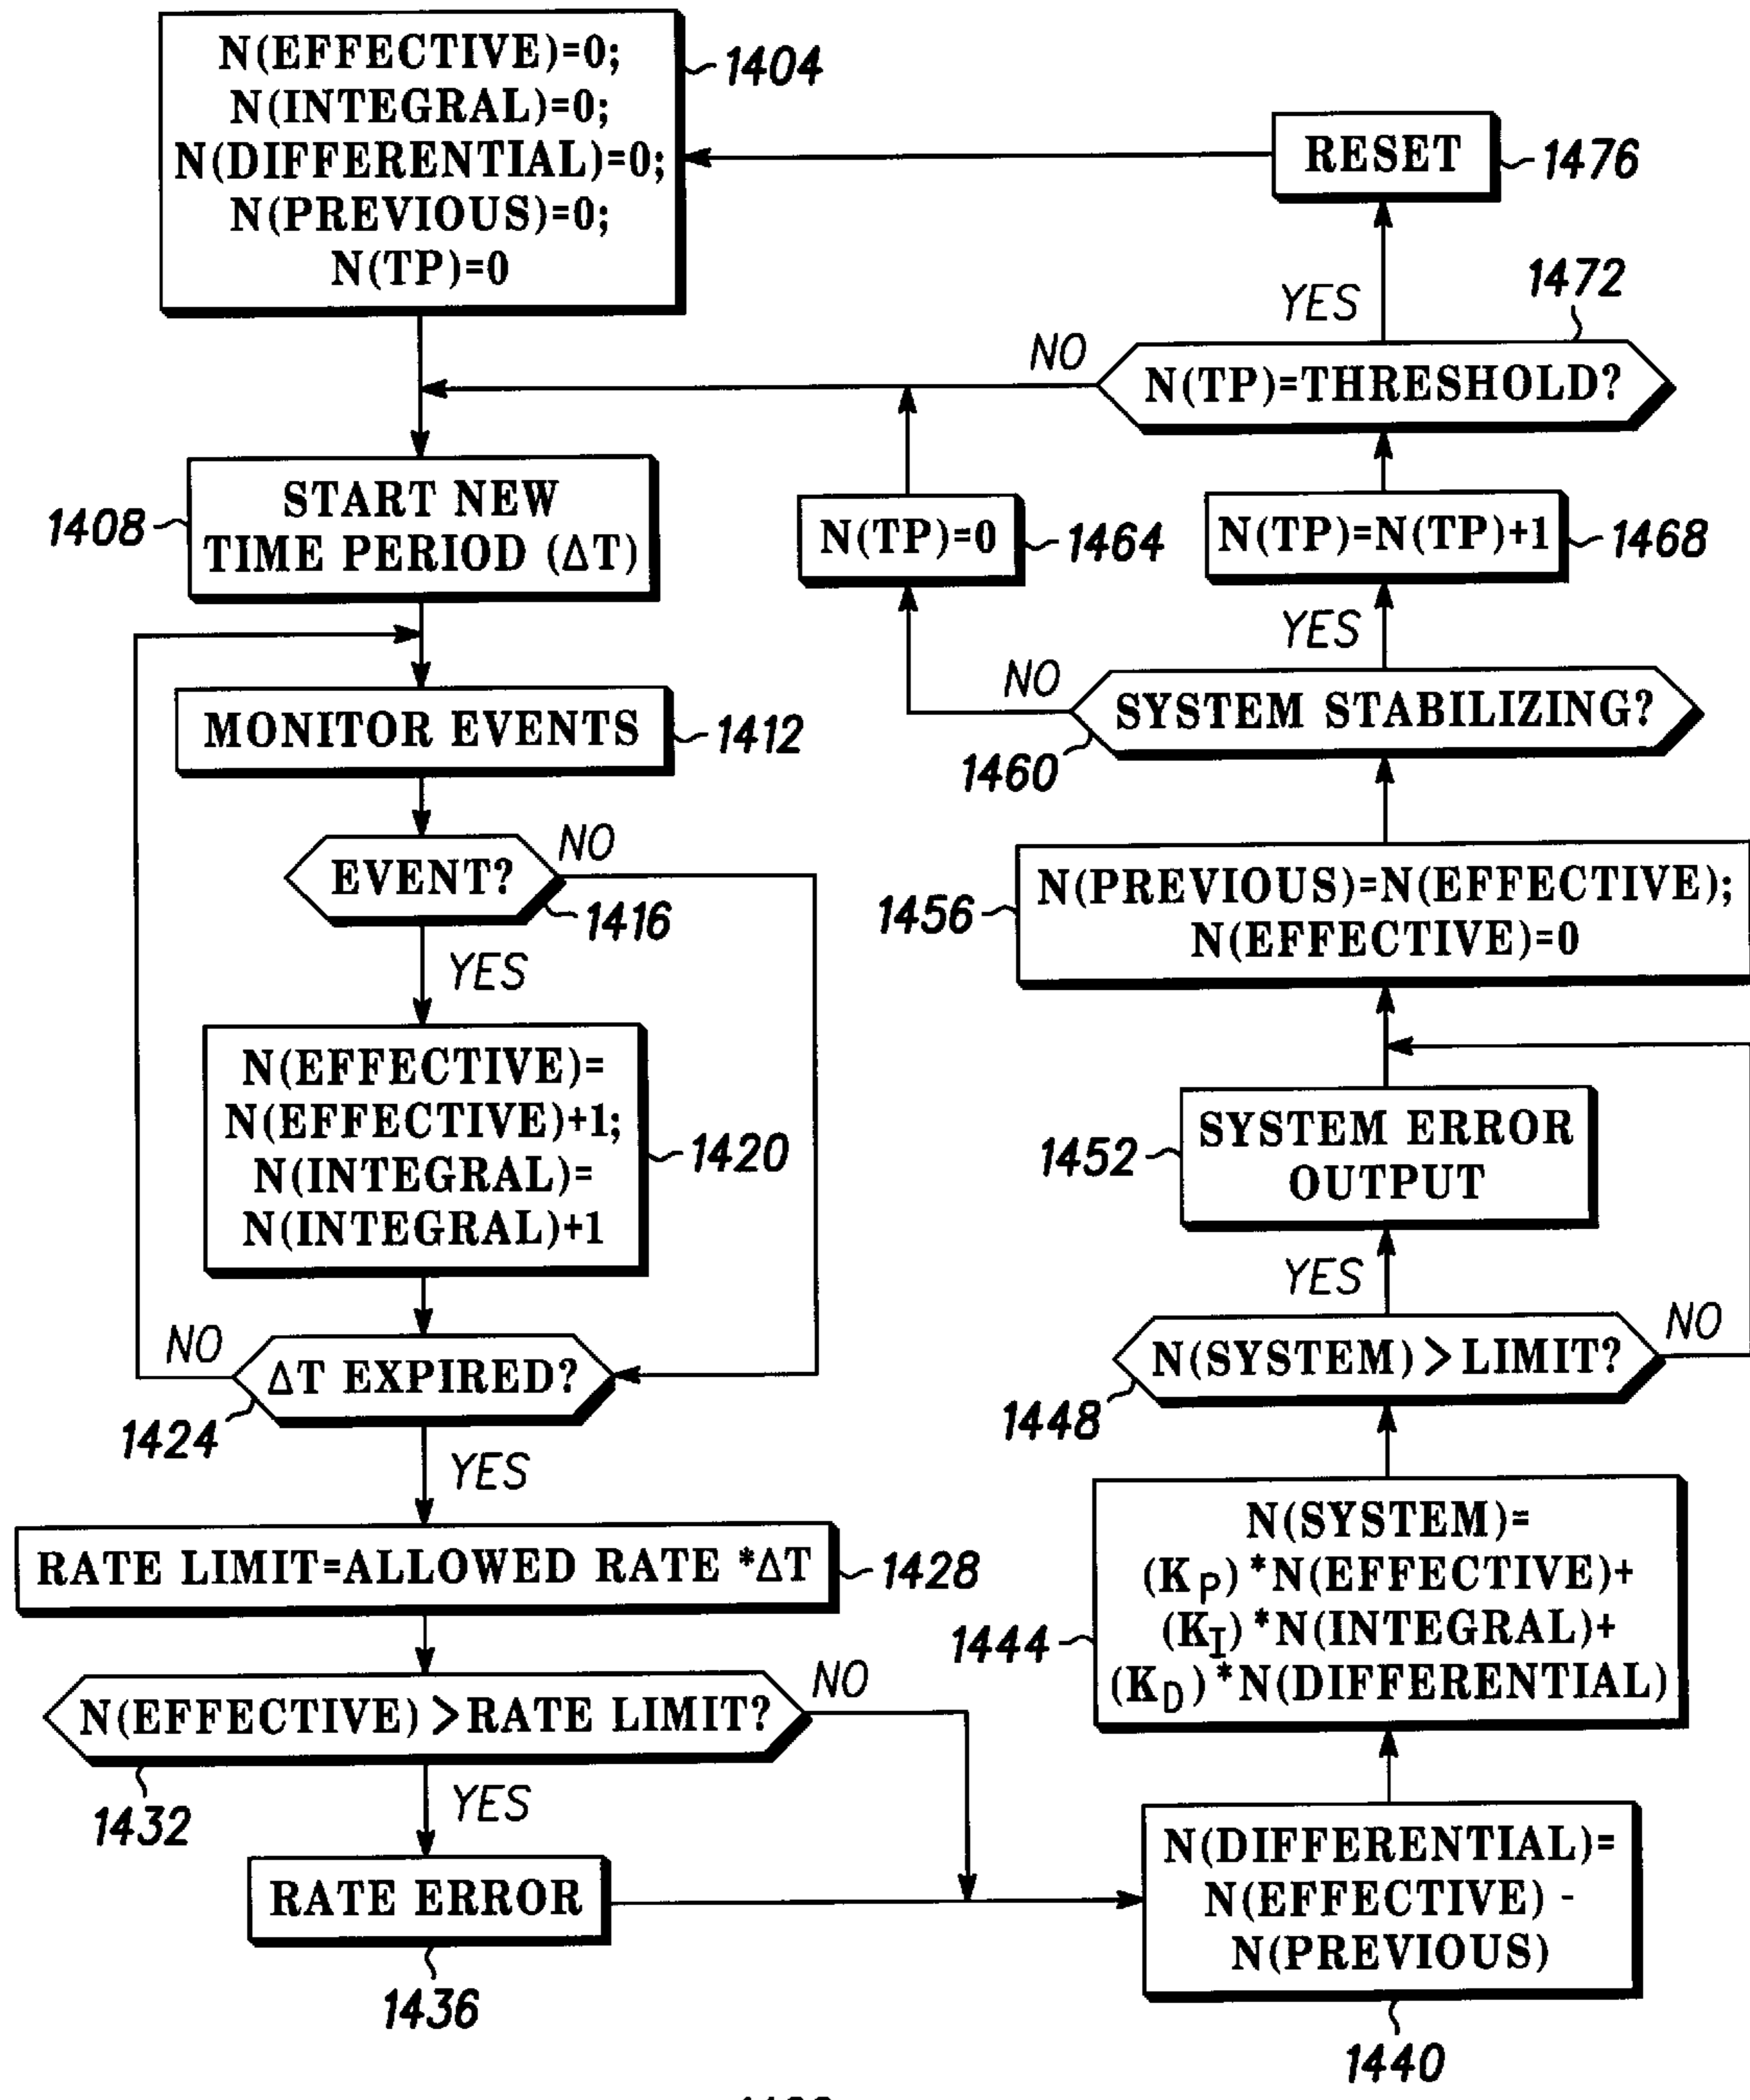 N(EFFECTIVE)=0;
N(INTEGRAL)=0;
N(DIFFERENTIAL)=0;
N(PREVIOUS)=0;
N(TP)=0
1404
RESET
1476
YES
1472
NO
N(TP)=THRESHOLD?
START NEW
TIME PERIOD (ΔT)
1408
N(TP)=0
1464
N(TP)=N(TP)+1
1468
YES
NO
SYSTEM STABILIZING?
1460
MONITOR EVENTS
1412
EVENT?
NO
1416
YES
N(PREVIOUS)=N(EFFECTIVE);
N(EFFECTIVE)=0
1456
N(EFFECTIVE)=
N(EFFECTIVE)+1;
N(INTEGRAL)=
N(INTEGRAL)+1
1420
SYSTEM ERROR
OUTPUT
1452
YES
NO
ΔT EXPIRED?
1424
YES
N(SYSTEM)>LIMIT?
NO
1448
RATE LIMIT=ALLOWED RATE *ΔT
1428
N(SYSTEM)=
(KP)*N(EFFECTIVE)+
(KI)*N(INTEGRAL)+
(KD)*N(DIFFERENTIAL)
1444
N(EFFECTIVE)>RATE LIMIT?
NO
1432
YES
RATE ERROR
1436
N(DIFFERENTIAL)=
N(EFFECTIVE) -
N(PREVIOUS)
1440